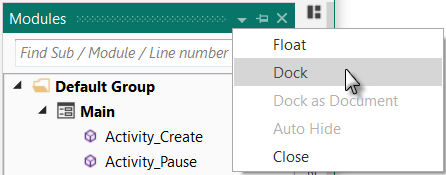 Modules
Find Sub / Module / Line number
Default Group
Main
Activity_Create
Activity_Pause
Float
Dock
Dock as Document
Auto Hide
Close